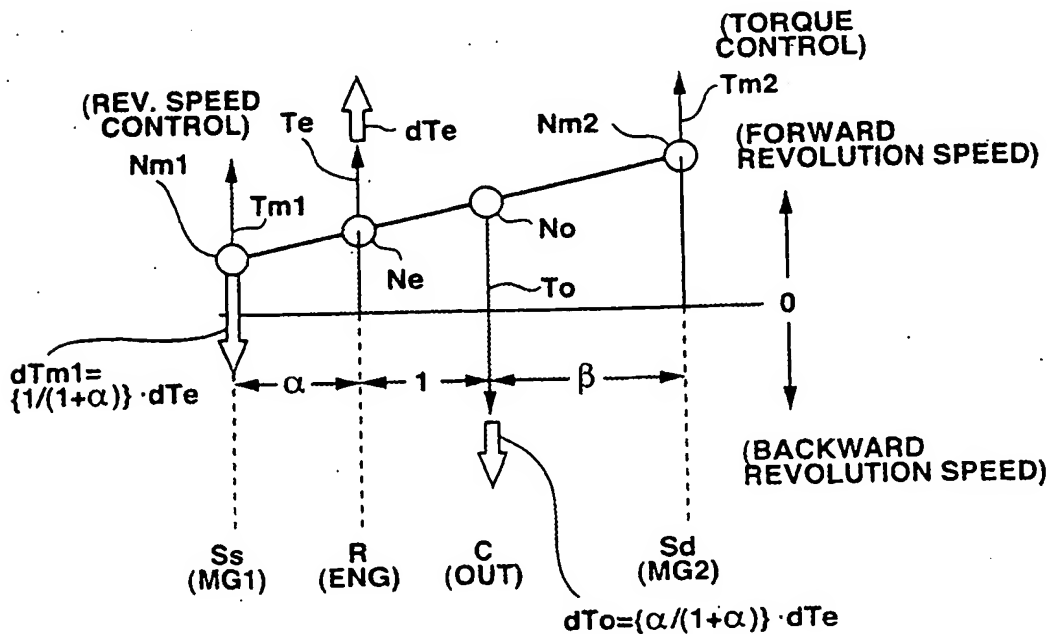 (TORQUE
CONTROL)
Tm2
(REV. SPEED
CONTROL)
Te
dTe
Nm2
(FORWARD
REVOLUTION SPEED)
Nm1
Tm1
No
Ne
To
0
dTm1=
{1/(1+α)}·dTe
α
1
β
(BACKWARD
REVOLUTION SPEED)
Ss
(MG1)
R
(ENG)
C
(OUT)
Sd
(MG2)
dTo={α/(1+α)}·dTe